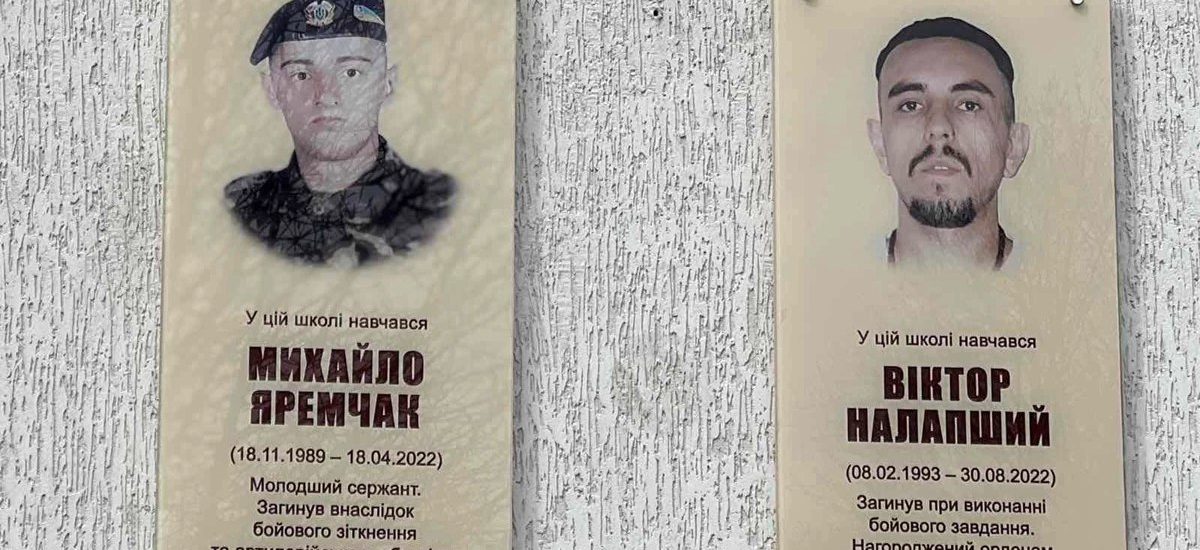 У цій школі навчався
МИХАЙЛО
ЯРЕМЧАК
(18.11.1989 – 18.04.2022)
Молодший сержант.
Загинув внаслідок
бойового зіткнення
У цій школі навчався
ВІКТОР
НАЛАПШИЙ
(08.02.1993 – 30.08.2022)
Загинув при виконанні
бойового завдання.
Нагороджений орденом